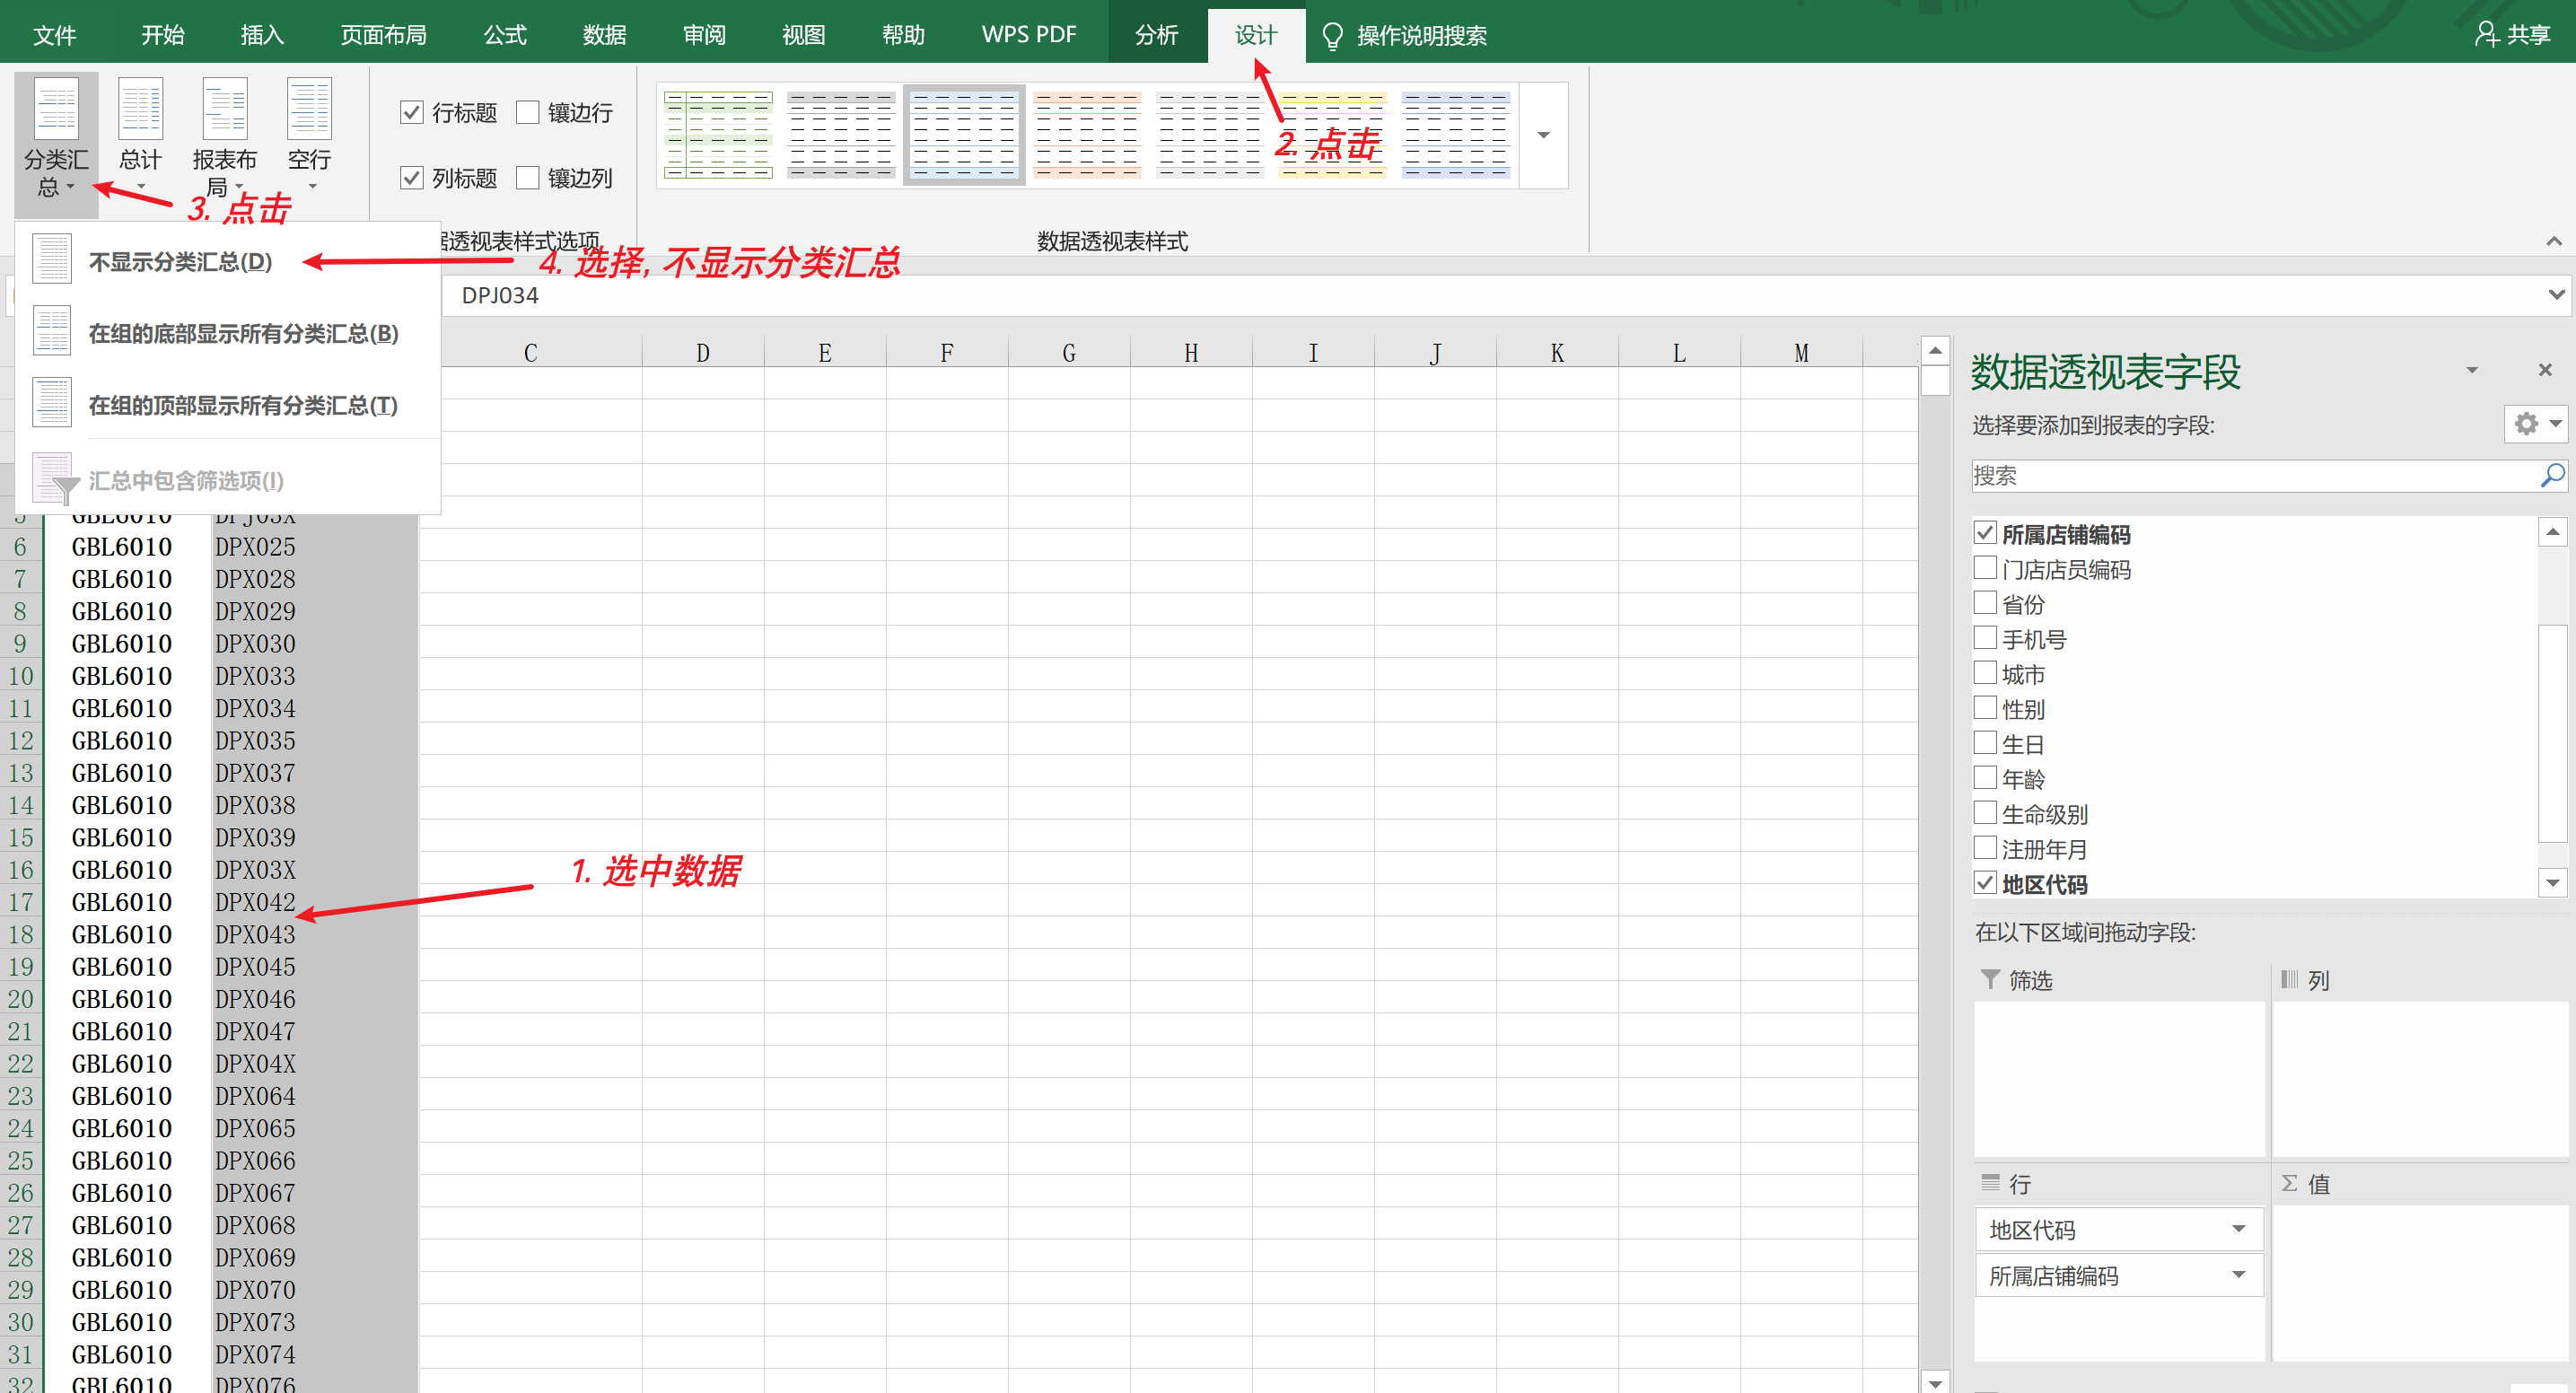 文件 开始 插入 页面布局 公式 数据 审阅 视图 帮助 WPS PDF 分析 设计 操作说明搜索 共享
分类汇总 总计 报表布局 空行
行标题 镶边行
列标题 镶边列
2. 点击
3. 点击
据透视表样式选项
数据透视表样式
不显示分类汇总(D)
4. 选择, 不显示分类汇总
在组的底部显示所有分类汇总(B)
在组的顶部显示所有分类汇总(T)
汇总中包含筛选项(I)
DPJ034
C D E F G H I J K L M
5 GBL6010 DPJ03X
6 GBL6010 DPX025
7 GBL6010 DPX028
8 GBL6010 DPX029
9 GBL6010 DPX030
10 GBL6010 DPX033
11 GBL6010 DPX034
12 GBL6010 DPX035
13 GBL6010 DPX037
14 GBL6010 DPX038
15 GBL6010 DPX039
16 GBL6010 DPX03X
1. 选中数据
17 GBL6010 DPX042
18 GBL6010 DPX043
19 GBL6010 DPX045
20 GBL6010 DPX046
21 GBL6010 DPX047
22 GBL6010 DPX04X
23 GBL6010 DPX064
24 GBL6010 DPX065
25 GBL6010 DPX066
26 GBL6010 DPX067
27 GBL6010 DPX068
28 GBL6010 DPX069
29 GBL6010 DPX070
30 GBL6010 DPX073
31 GBL6010 DPX074
32 GBL6010 DPX076
数据透视表字段
选择要添加到报表的字段:
搜索
所属店铺编码
门店店员编码
省份
手机号
城市
性别
生日
年龄
生命级别
注册年月
地区代码
在以下区域间拖动字段:
筛选
列
行
Σ 值
地区代码
所属店铺编码